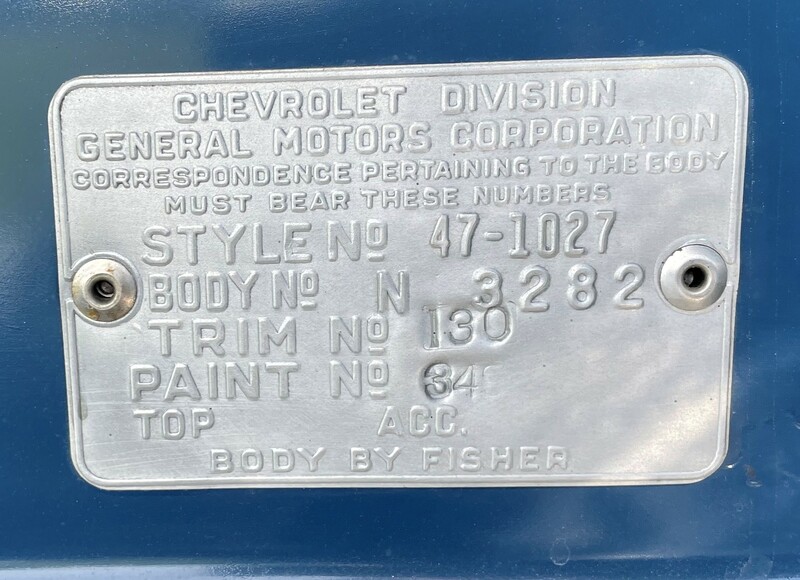 CHEVROLET DIVISION
GENERAL MOTORS CORPORATION
CORRESPONDENCE PERTAINING TO THE BODY
MUST BEAR THESE NUMBERS
STYLE Nº 47-1027
BODY Nº N 3282
TRIM Nº 130
PAINT Nº 34
TOP ACC.
BODY BY FISHER